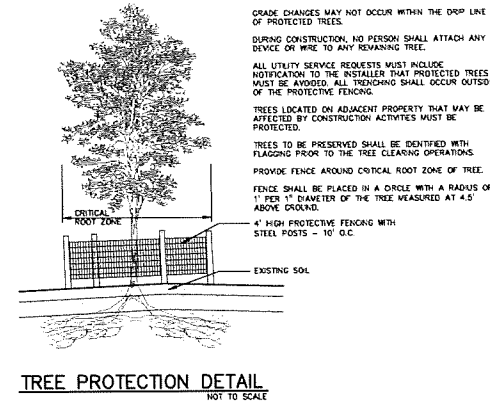 GRADE CHANGES MAY NOT OCCUR WITHIN THE DRIP LINE
OF PROTECTED TREES.
DURING CONSTRUCTION, NO PERSON SHALL ATTACH ANY
DEVICE OR WIRE TO ANY REMAINING TREE.
ALL UTILITY SERVICE REQUESTS MUST INCLUDE
NOTIFICATION TO THE INSTALLER THAT PROTECTED TREES
MUST BE AVOIDED. ALL TRENCHING SHALL OCCUR OUTSID
OF THE PROTECTIVE FENCING.
TREES LOCATED ON ADJACENT PROPERTY THAT MAY BE
AFFECTED BY CONSTRUCTION ACTIVITIES MUST BE
PROTECTED.
TREES TO BE PRESERVED SHALL BE IDENTIFIED WITH
FLAGGING PRIOR TO THE TREE CLEARING OPERATIONS.
PROVIDE FENCE AROUND CRITICAL ROOT ZONE OF TREE.
FENCE SHALL BE PLACED IN A CIRCLE WITH A RADIUS OF
1' PER 1" DIAMETER OF THE TREE MEASURED AT 4.5'
ABOVE GROUND.
CRITICAL
ROOT ZONE
4' HIGH PROTECTIVE FENCING WITH
STEEL POSTS - 10' O.C.
EXISTING SOIL
TREE PROTECTION DETAIL
NOT TO SCALE